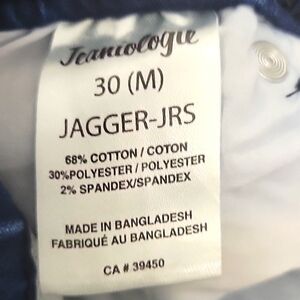 Jeaniologie
30 (M)
JAGGER-JRS
68% COTTON / COTON
30%POLYESTER / POLYESTER
2% SPANDEX/SPANDEX
MADE IN BANGLADESH
FABRIQUÉ AU BANGLADESH
CA # 39450